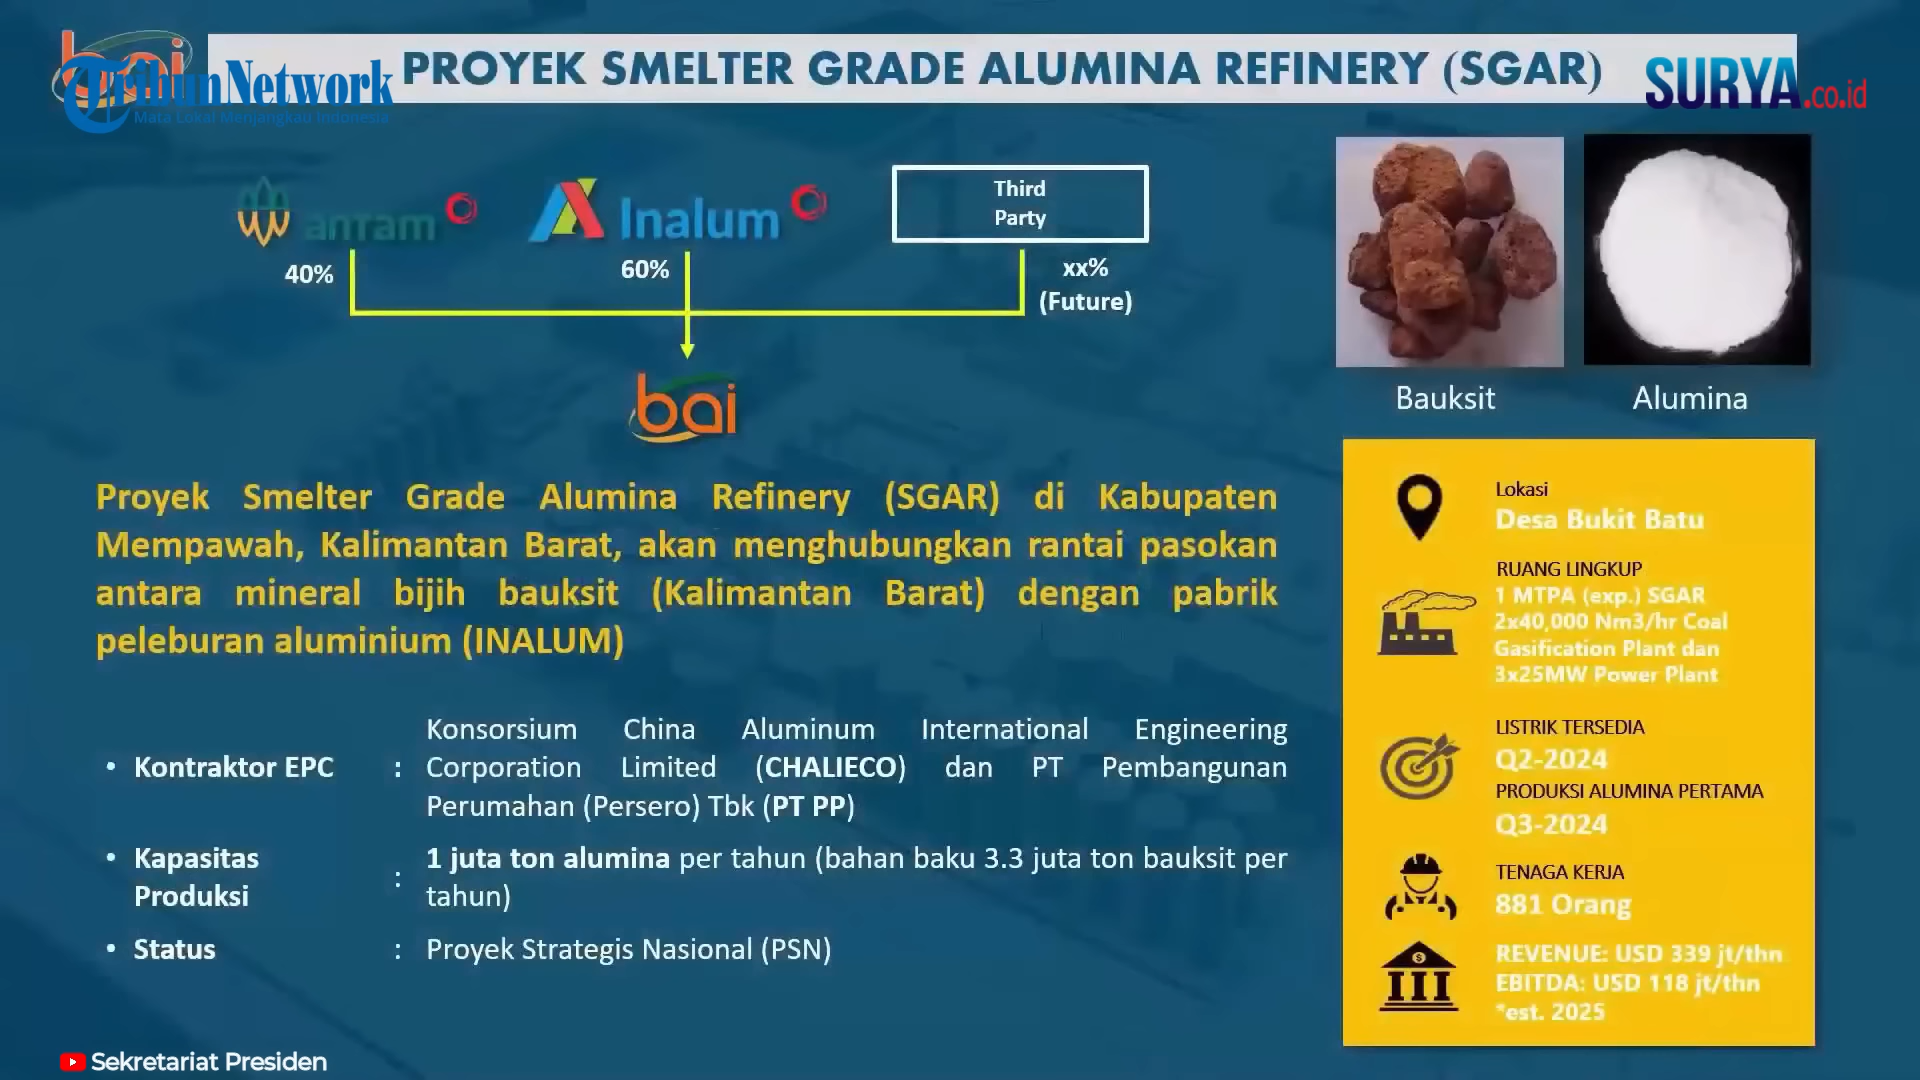 bai
TribunNetwork
Mata Lokal Menjangkau Indonesia
PROYEK SMELTER GRADE ALUMINA REFINERY (SGAR)
SURYA.co.id
antam
Inalum
Third
Party
40%
60%
xx%
(Future)
bai
Bauksit
Alumina
Proyek Smelter Grade Alumina Refinery (SGAR) di Kabupaten
Mempawah, Kalimantan Barat, akan menghubungkan rantai pasokan
antara mineral bijih bauksit (Kalimantan Barat) dengan pabrik
peleburan aluminium (INALUM)
• Kontraktor EPC : Konsorsium China Aluminum International Engineering
Corporation Limited (CHALIECO) dan PT Pembangunan
Perumahan (Persero) Tbk (PT PP)
• Kapasitas
Produksi
: 1 juta ton alumina per tahun (bahan baku 3.3 juta ton bauksit per
tahun)
• Status : Proyek Strategis Nasional (PSN)
Lokasi
Desa Bukit Batu
RUANG LINGKUP
1 MTPA (exp.) SGAR
2x40,000 Nm3/hr Coal
Gasification Plant dan
3x25MW Power Plant
LISTRIK TERSEDIA
Q2-2024
PRODUKSI ALUMINA PERTAMA
Q3-2024
TENAGA KERJA
881 Orang
REVENUE: USD 339 jt/thn
EBITDA: USD 118 jt/thn
*est. 2025
Sekretariat Presiden